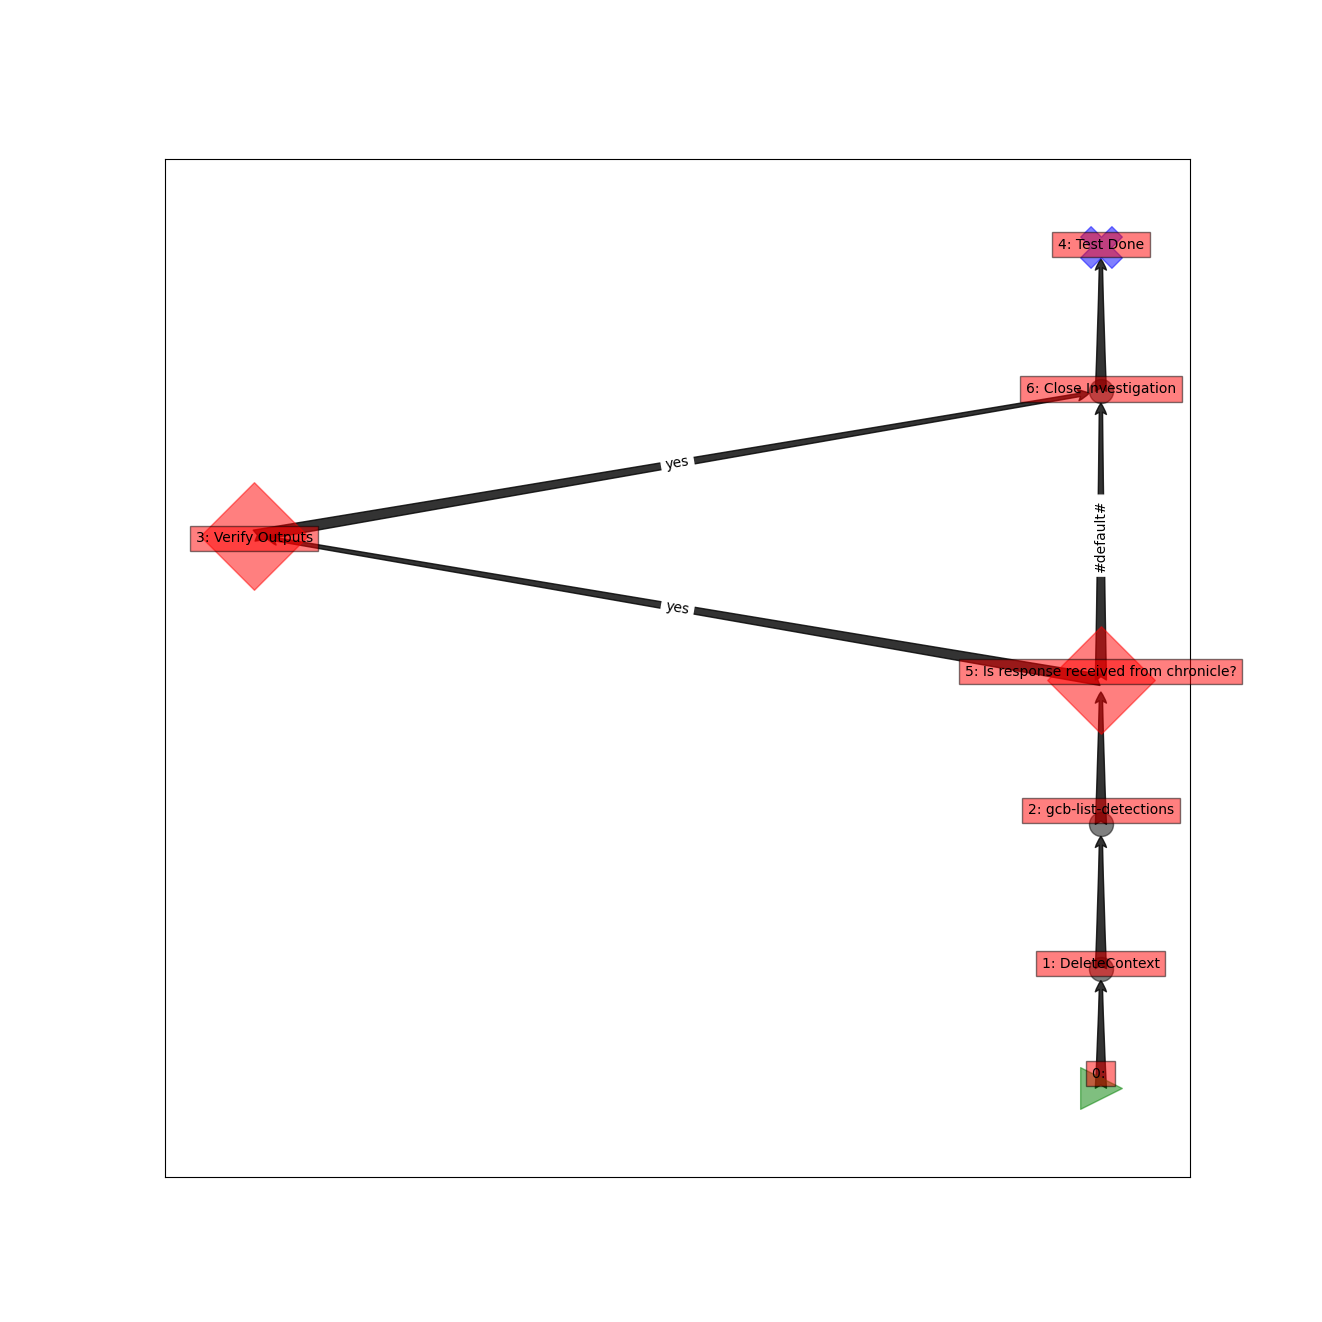 4: Test Done
6: Close Investigation
yes
#default#
3: Verify Outputs
yes
5: Is response received from chronicle?
2: gcb-list-detections
1: DeleteContext
0: